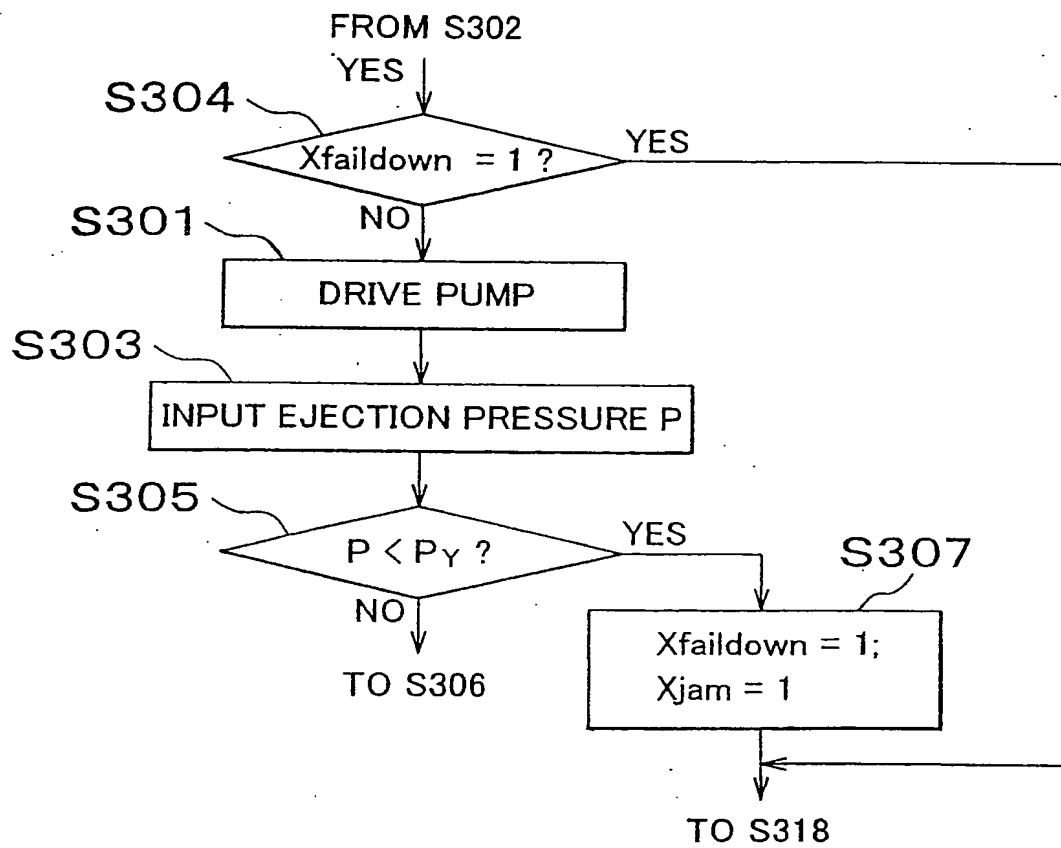 FROM S302
YES
S304
Xfaildown = 1 ?
YES
NO
S301
DRIVE PUMP
S303
INPUT EJECTION PRESSURE P
S305
P < PY ?
YES
NO
S307
TO S306
Xfaildown = 1;
Xjam = 1
TO S318